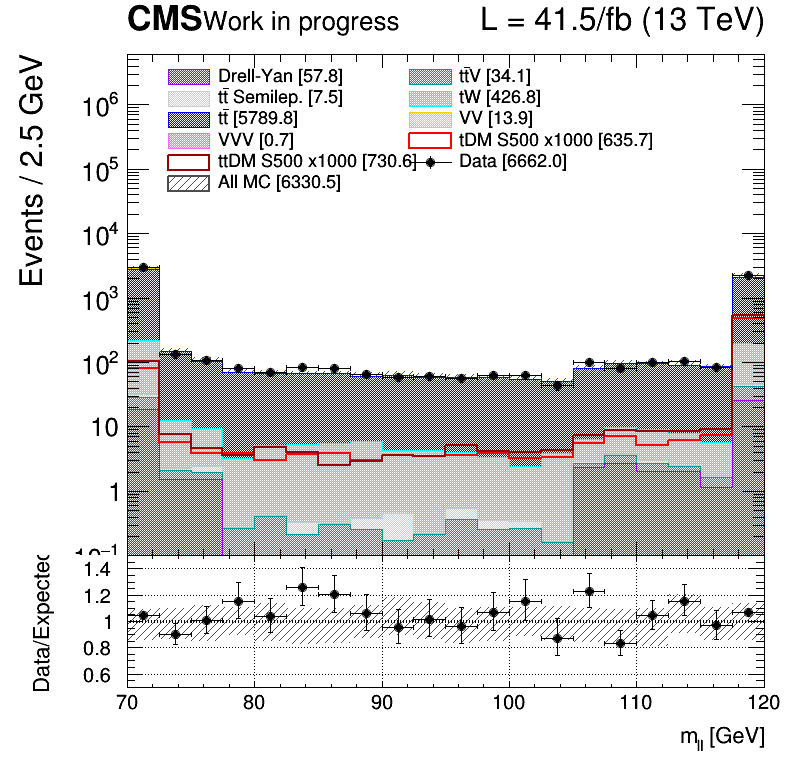 CMS Work in progress L = 41.5/fb (13 TeV)
Events / 2.5 GeV
Drell-Yan [57.8] tt̄V [34.1]
tt̄ Semilep. [7.5] tW [426.8]
tt̄ [5789.8] VV [13.9]
VVV [0.7] tDM S500 x1000 [635.7]
ttDM S500 x1000 [730.6] Data [6662.0]
All MC [6330.5]
10⁶
10⁵
10⁴
10³
10²
10
1
10⁻¹
Data/Expected
1.4
1.2
1
0.8
0.6
70 80 90 100 110 120
m_ll [GeV]